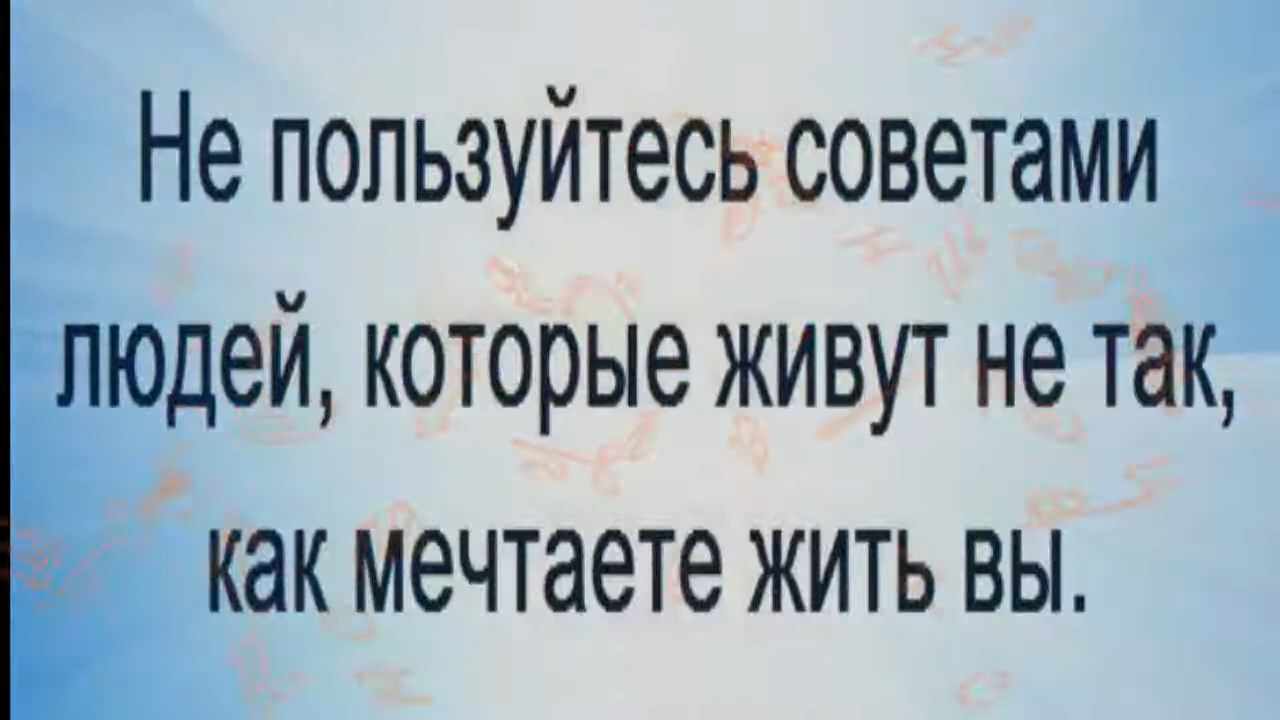 Не пользуйтесь советами
людей, которые живут не так,
как мечтаете жить вы.